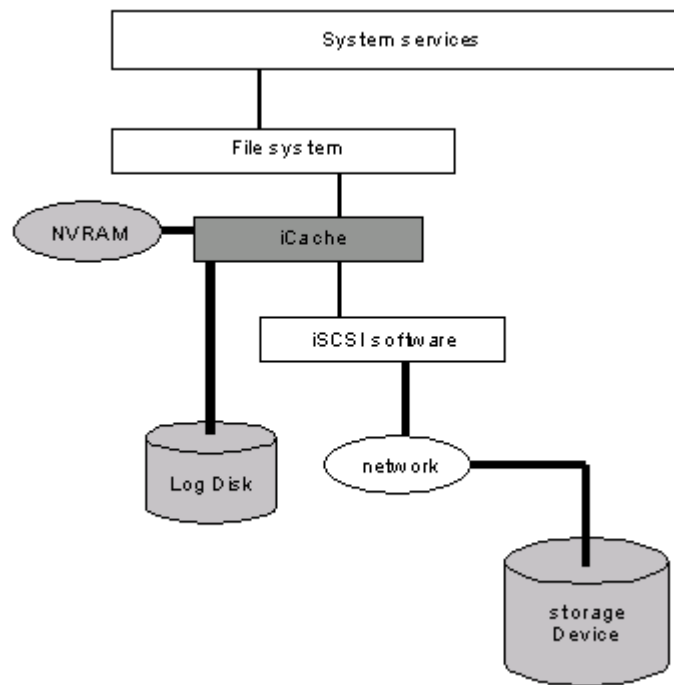 System services
File system
NVRAM
iCache
iSCSI software
network
Log Disk
storage
Device